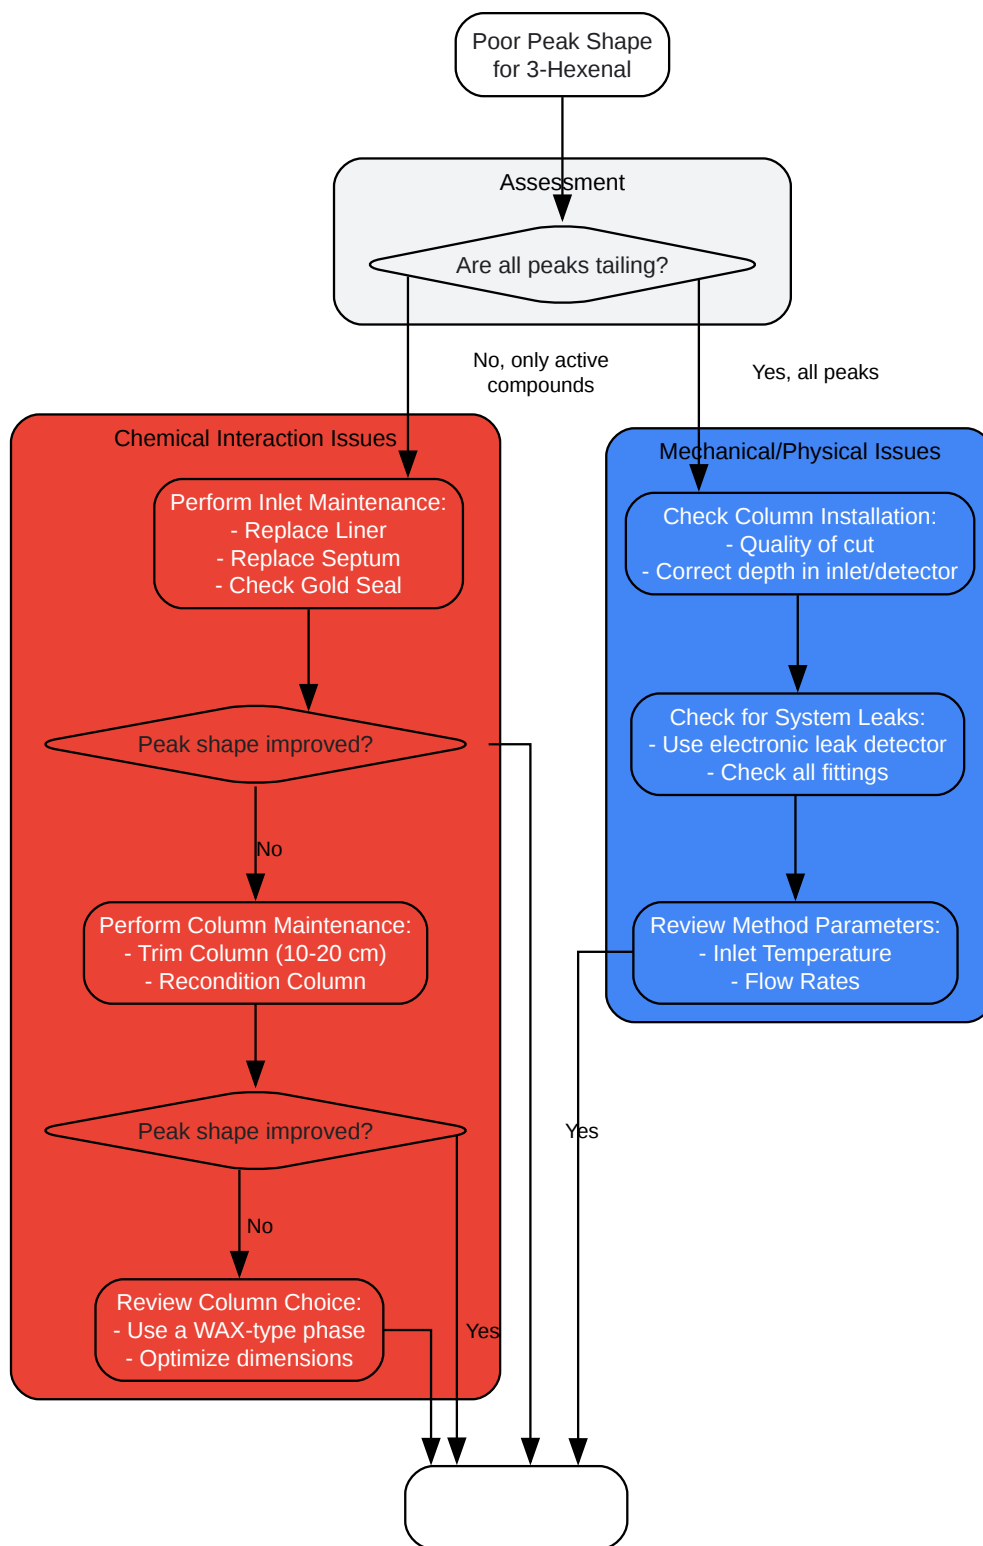 Poor Peak Shape
for 3-Hexenal
Assessment
Are all peaks tailing?
No, only active
compounds
Yes, all peaks
Chemical Interaction Issues
Perform Inlet Maintenance:
- Replace Liner
- Replace Septum
- Check Gold Seal
Peak shape improved?
No
Perform Column Maintenance:
- Trim Column (10-20 cm)
- Recondition Column
Peak shape improved?
No
Review Column Choice:
- Use a WAX-type phase
- Optimize dimensions
Yes
Mechanical/Physical Issues
Check Column Installation:
- Quality of cut
- Correct depth in inlet/detector
Check for System Leaks:
- Use electronic leak detector
- Check all fittings
Review Method Parameters:
- Inlet Temperature
- Flow Rates
Yes